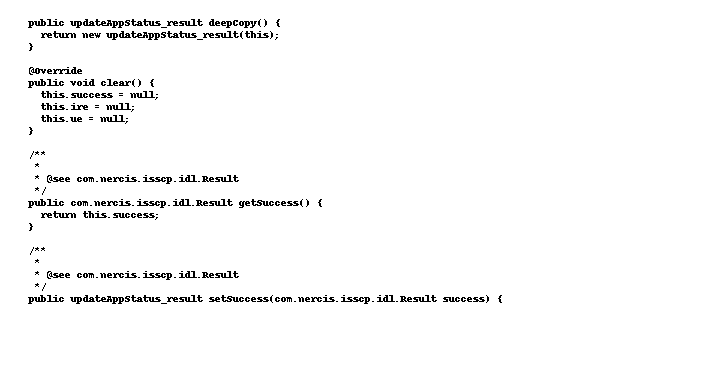 public updateAppStatus_result deepCopy() {
  return new updateAppStatus_result(this);
}

@Override
public void clear() {
  this.success = null;
  this.ire = null;
  this.ue = null;
}

/**
 *
 * @see com.nercis.isscp.idl.Result
 */
public com.nercis.isscp.idl.Result getSuccess() {
  return this.success;
}

/**
 *
 * @see com.nercis.isscp.idl.Result
 */
public updateAppStatus_result setSuccess(com.nercis.isscp.idl.Result success) {